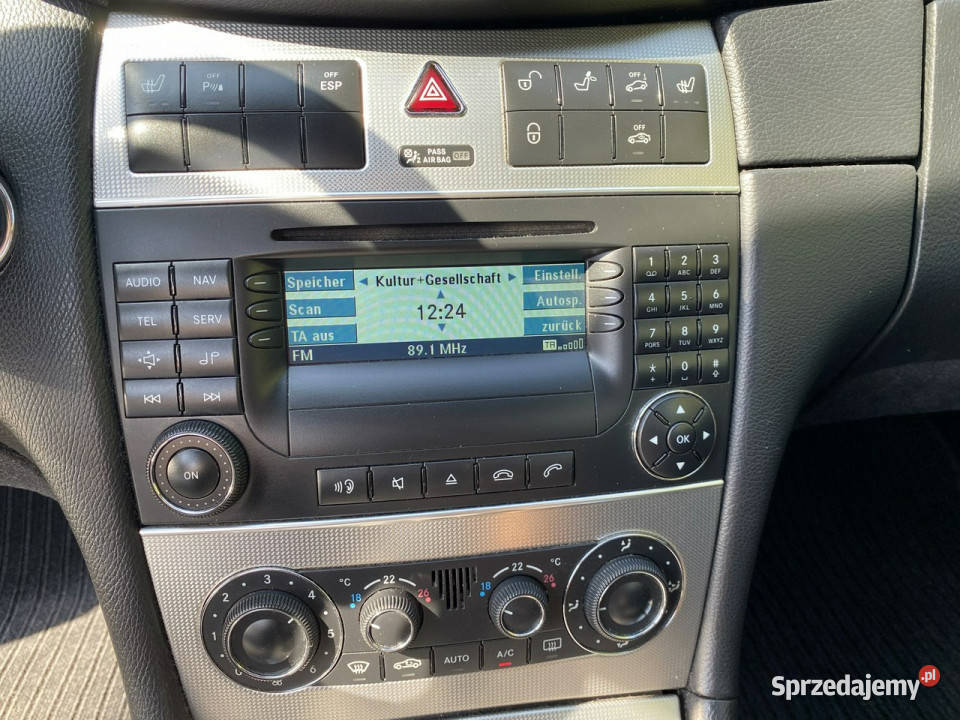 OFF
OFF
ESP
OFF
OFF
PASS
AIR BAG OFF
2
AUDIO
NAV
TEL
SERV
ON
Speicher
Kultur+Gesellschaft
Einstell.
Scan
12:24
Autosp.
TA aus
zurück
FM
89.1 MHz
TA
1
2 ABC
3 DEF
4 GHI
5 JKL
6 MNO
7 PQRS
8 TUV
9 WXYZ
*
0
#
+
OK
1
2
3
4
5
6
°C
18
22
26
18
22
26
°C
AUTO
A/C
Sprzedajemy.pl